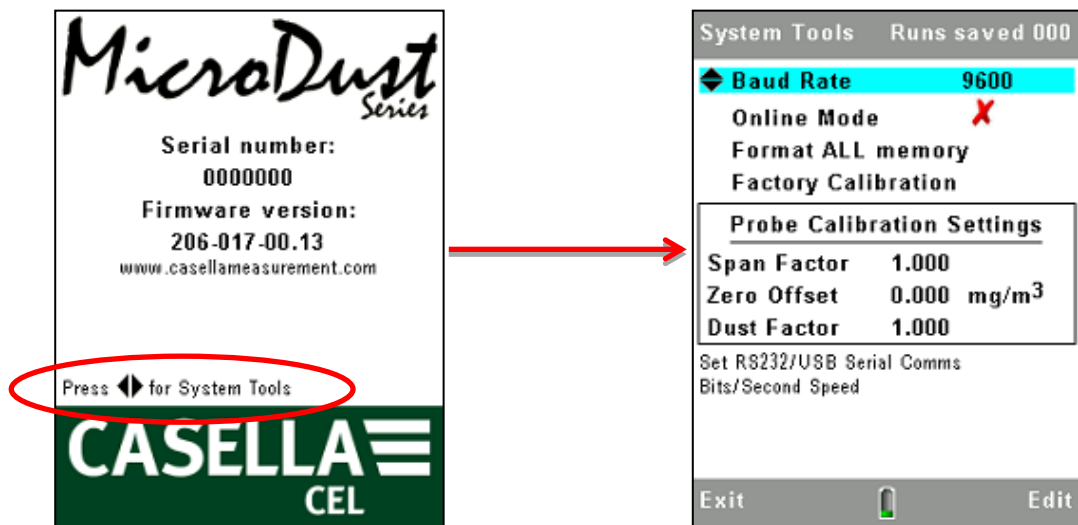 MicroDust
Series
Serial number:
0000000
Firmware version:
206-017-00.13
www.casellameasurement.com
Press for System Tools
CASELLA
CEL
System Tools Runs saved 000
Baud Rate 9600
Online Mode ✗
Format ALL memory
Factory Calibration
Probe Calibration Settings
Span Factor 1.000
Zero Offset 0.000 mg/m³
Dust Factor 1.000
Set RS232/USB Serial Comms
Bits/Second Speed
Exit Edit